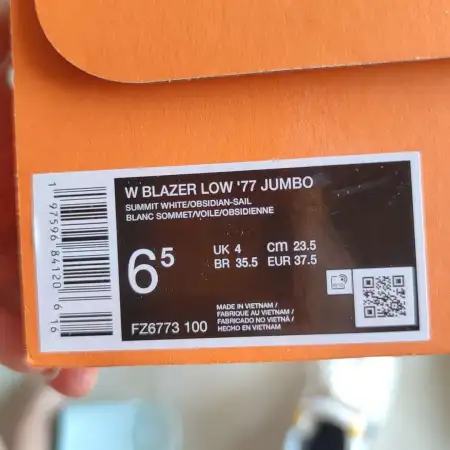 W BLAZER LOW '77 JUMBO
SUMMIT WHITE/OBSIDIAN-SAIL
BLANC SOMMET/VOILE/OBSIDIENNE
6⁵
UK 4 cm 23.5
BR 35.5 EUR 37.5
MADE IN VIETNAM /
FABRIQUE AU VIETNAM /
FABRICADO NO VIETNÃ /
HECHO EN VIETNAM
FZ6773 100
1 97596 84120 6 16